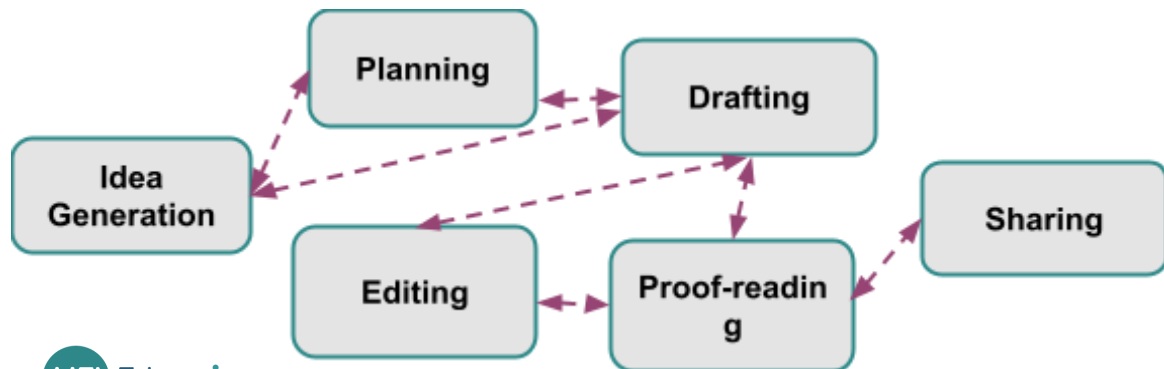 Planning
Drafting
Idea
Generation
Sharing
Editing
Proof-readin
g